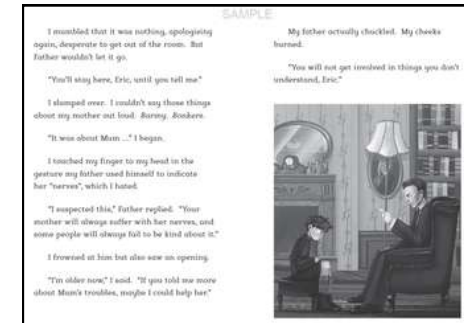 SAMPLE
I mumbled that it was nothing, apologising
again, desperate to get out of the room. But
Father wouldn't let it go.
"You'll stay here, Eric, until you tell me."
I slumped over. I couldn't say those things
about my mother out loud. Barmy. Bonkers.
"It was about Mum ..." I began.
I touched my finger to my head in the
gesture my father used himself to indicate
her "nerves", which I hated.
"I suspected this," Father replied. "Your
mother will always suffer with her nerves, and
some people will always fail to be kind about it."
I frowned at him but also saw an opening.
"I'm older now," I said. "If you told me more
about Mum's troubles, maybe I could help her."
My father actually chuckled. My cheeks
burned.
"You will not get involved in things you don't
understand, Eric."